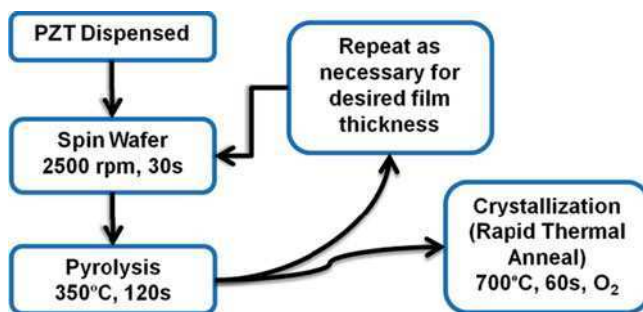 PZT Dispensed
Spin Wafer
2500 rpm, 30s
Pyrolysis
350°C, 120s
Repeat as
necessary for
desired film
thickness
Crystallization
(Rapid Thermal
Anneal)
700°C, 60s, O₂